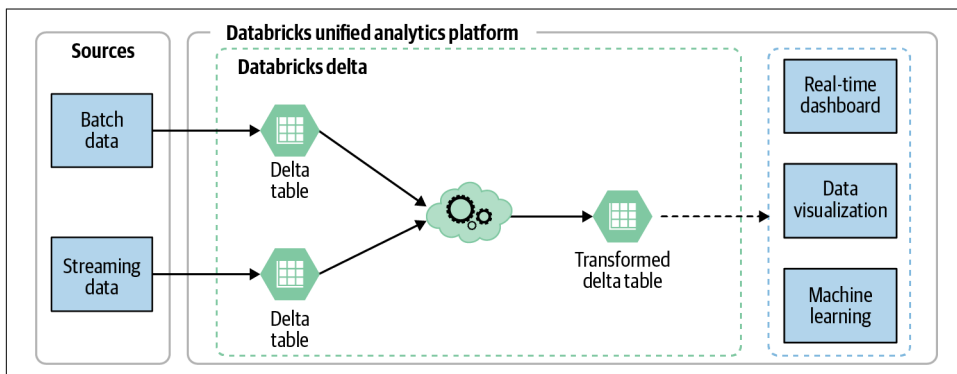 Databricks unified analytics platform
Sources
Databricks delta
Batch
data
Delta
table
Streaming
data
Delta
table
Transformed
delta table
Real-time
dashboard
Data
visualization
Machine
learning